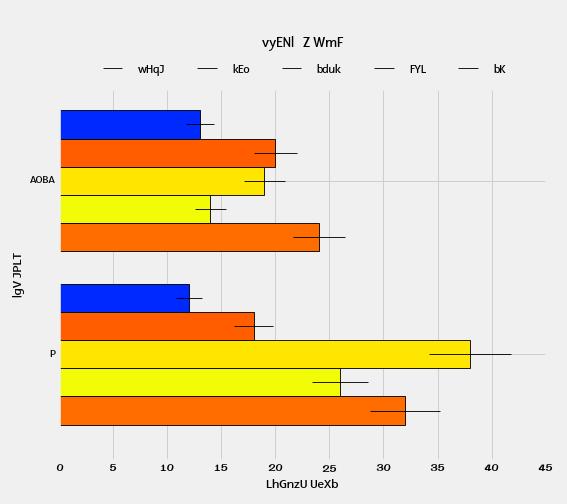 vyENl Z WmF
wHqJ kEo bduk FYL bK
AOBA
lgV JPLT
P
0 5 10 15 20 25 30 35 40 45
LhGnzU UeXb